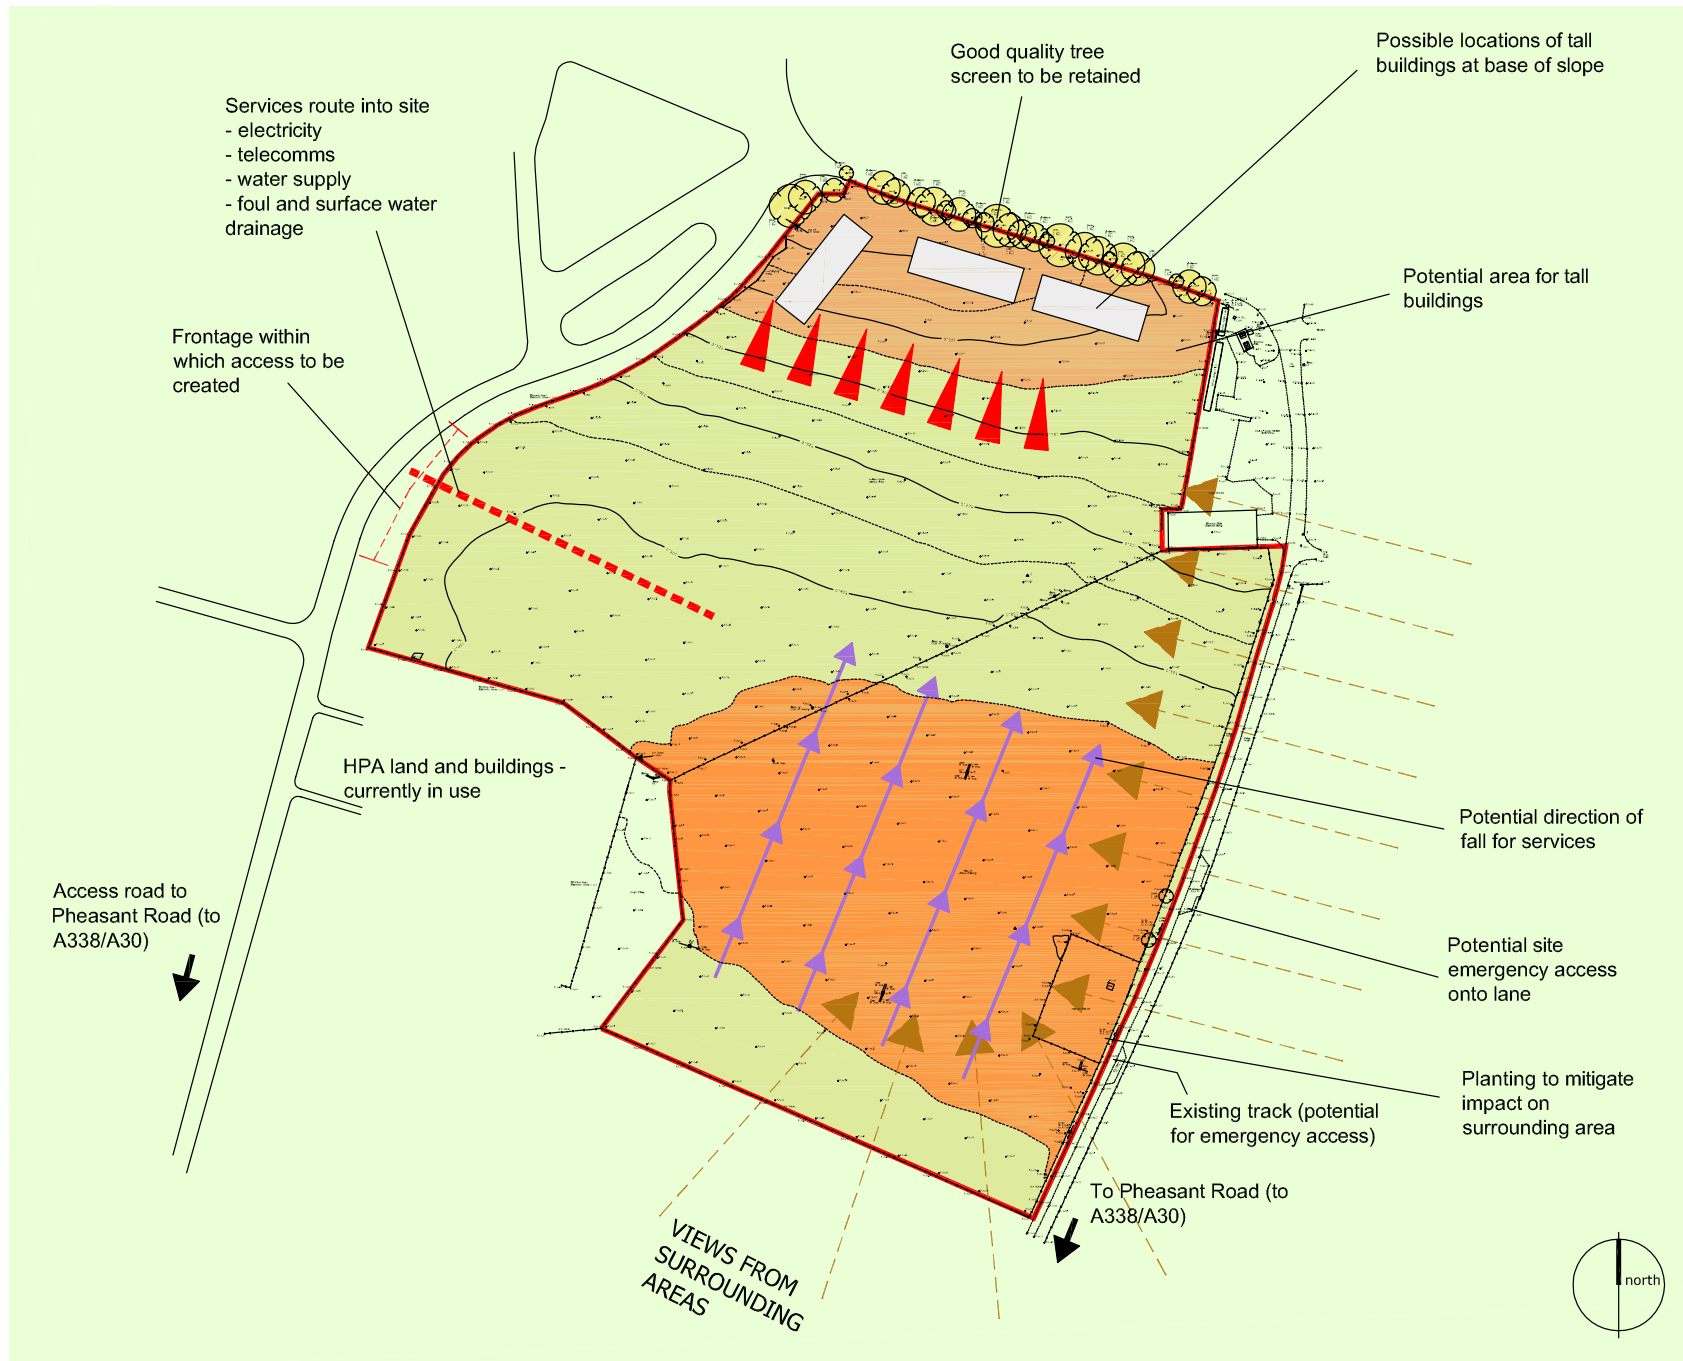 Possible locations of tall
buildings at base of slope
Good quality tree
screen to be retained
Services route into site
- electricity
- telecomms
- water supply
- foul and surface water
drainage
Potential area for tall
buildings
Frontage within
which access to be
created
HPA land and buildings -
currently in use
Potential direction of
fall for services
Access road to
Pheasant Road (to
A338/A30)
Potential site
emergency access
onto lane
Planting to mitigate
impact on
surrounding area
Existing track (potential
for emergency access)
To Pheasant Road (to
A338/A30)
VIEWS FROM
SURROUNDING
AREAS
north